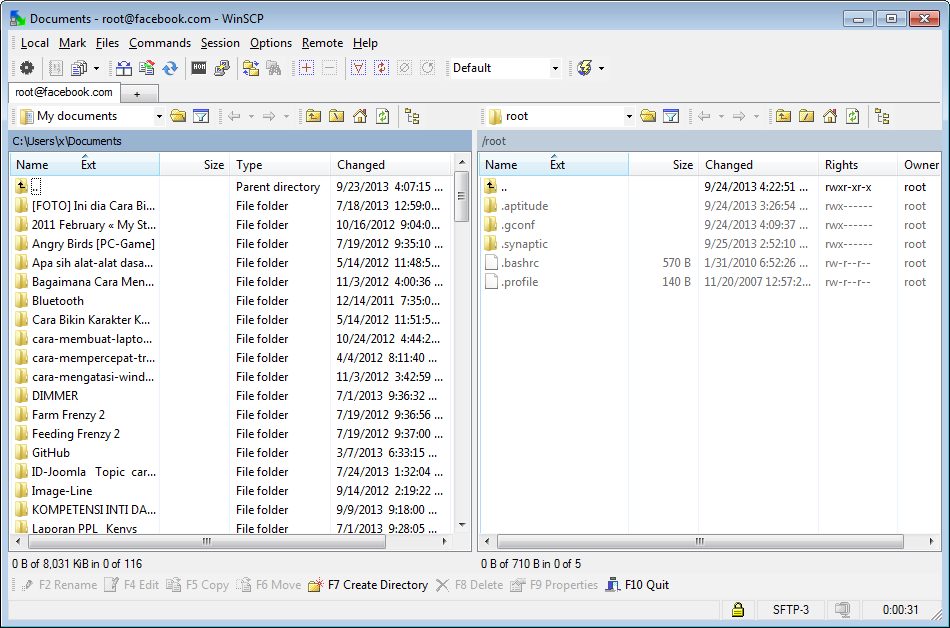 Documents - root@facebook.com - WinSCP
Local Mark Files Commands Session Options Remote Help
Default
root@facebook.com +
My documents
root
C:\Users\x\Documents
/root
Name Ext Size Type Changed
.. Parent directory 9/23/2013 4:07:15 ...
[FOTO] Ini dia Cara Bi... File folder 7/18/2013 12:59:0...
2011 February « My St... File folder 10/16/2012 9:04:0...
Angry Birds [PC-Game] File folder 7/19/2012 9:35:10 ...
Apa sih alat-alat dasa... File folder 5/14/2012 11:48:5...
Bagaimana Cara Men... File folder 11/3/2012 4:00:36 ...
Bluetooth File folder 12/14/2011 7:35:0...
Cara Bikin Karakter K... File folder 5/14/2012 11:51:5...
cara-membuat-lapto... File folder 10/24/2012 4:44:2...
cara-mempercepat-tr... File folder 4/4/2012 8:11:40 ...
cara-mengatasi-wind... File folder 11/3/2012 3:42:59 ...
DIMMER File folder 7/1/2013 9:36:32 ...
Farm Frenzy 2 File folder 7/19/2012 9:36:56 ...
Feeding Frenzy 2 File folder 7/19/2012 9:37:00 ...
GitHub File folder 3/7/2013 6:33:15 ...
ID-Joomla Topic car... File folder 7/24/2013 1:32:04 ...
Image-Line File folder 9/14/2012 2:19:22 ...
KOMPETENSI INTI DA... File folder 9/9/2013 9:18:00 ...
Laporan PPL Kenys File folder 7/1/2013 9:28:05 ...
Name Ext Size Changed Rights Owner
.. 9/24/2013 4:22:51 ... rwxr-xr-x root
.aptitude 9/24/2013 3:26:54 ... rwx------ root
.gconf 9/24/2013 4:09:37 ... rwx------ root
.synaptic 9/25/2013 2:52:10 ... rwx------ root
.bashrc 570 B 1/31/2010 6:52:26 ... rw-r--r-- root
.profile 140 B 11/20/2007 12:57:2... rw-r--r-- root
0 B of 8,031 KiB in 0 of 116
0 B of 710 B in 0 of 5
F2 Rename F4 Edit F5 Copy F6 Move F7 Create Directory F8 Delete F9 Properties F10 Quit
SFTP-3 0:00:31